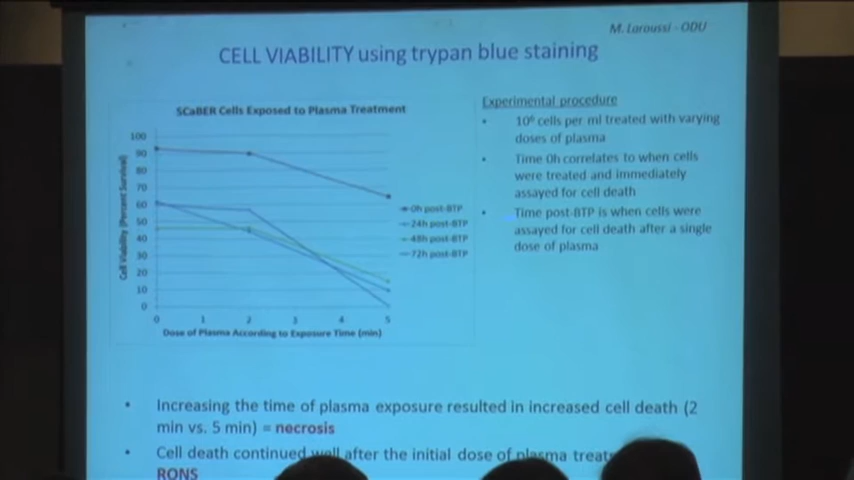 M. Laroussi - ODU
CELL VIABILITY using trypan blue staining
SCaBER Cells Exposed to Plasma Treatment
100
90
80
70
60
50
40
30
20
10
0
Cell Viability (Percent Survival)
0 1 2 3 4 5
Dose of Plasma According to Exposure Time (min)
0h post-BTP
24h post-BTP
48h post-BTP
72h post-BTP
Experimental procedure
• 10⁶ cells per ml treated with varying
doses of plasma
• Time 0h correlates to when cells
were treated and immediately
assayed for cell death
• Time post-BTP is when cells were
assayed for cell death after a single
dose of plasma
• Increasing the time of plasma exposure resulted in increased cell death (2
min vs. 5 min) = necrosis
• Cell death continued well after the initial dose of plasma
RONS